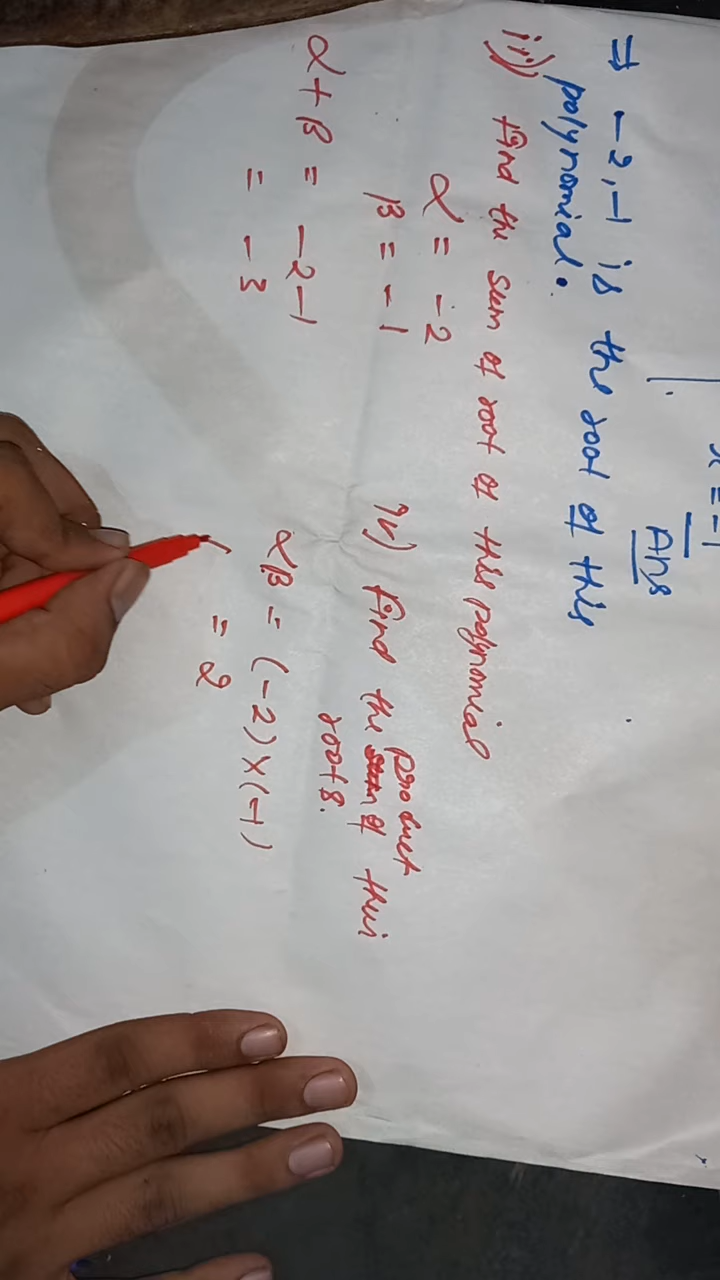 x = -1
Ans
⇒ -2, -1 is the root of this
polynomial.
iii) find the sum of root of this polynomial
α = -2
β = -1
α + β = -2 -1
= -3
iv) find the product of their
roots.
αβ = (-2) × (-1)
= 2